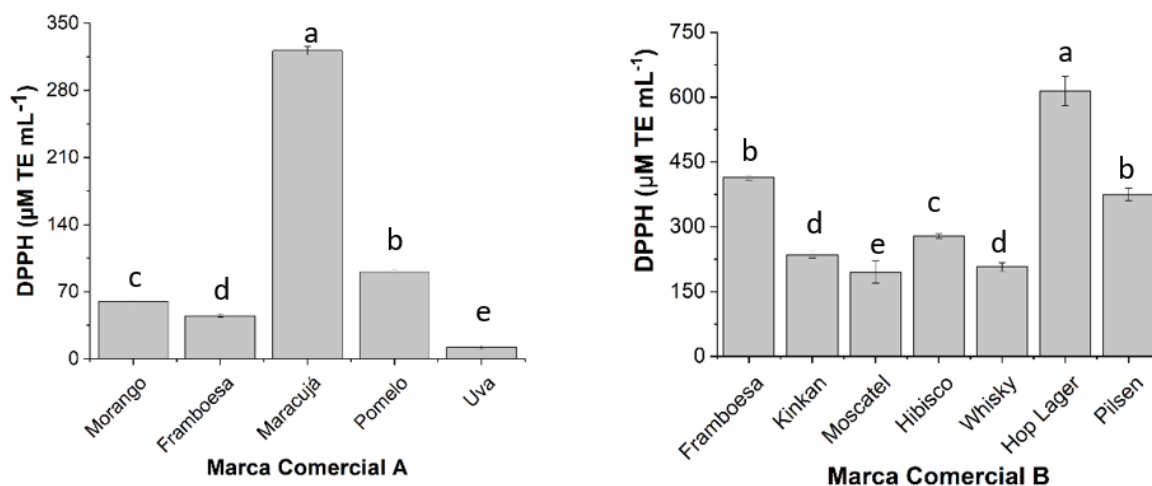 DPPH (µM TE mL⁻¹)
350
280
210
140
70
0
c
d
a
b
e
Morango
Framboesa
Maracujá
Pomelo
Uva
Marca Comercial A
DPPH (µM TE mL⁻¹)
750
600
450
300
150
0
b
d
e
c
d
a
b
Framboesa
Kinkan
Moscatel
Hibisco
Whisky
Hop Lager
Pilsen
Marca Comercial B